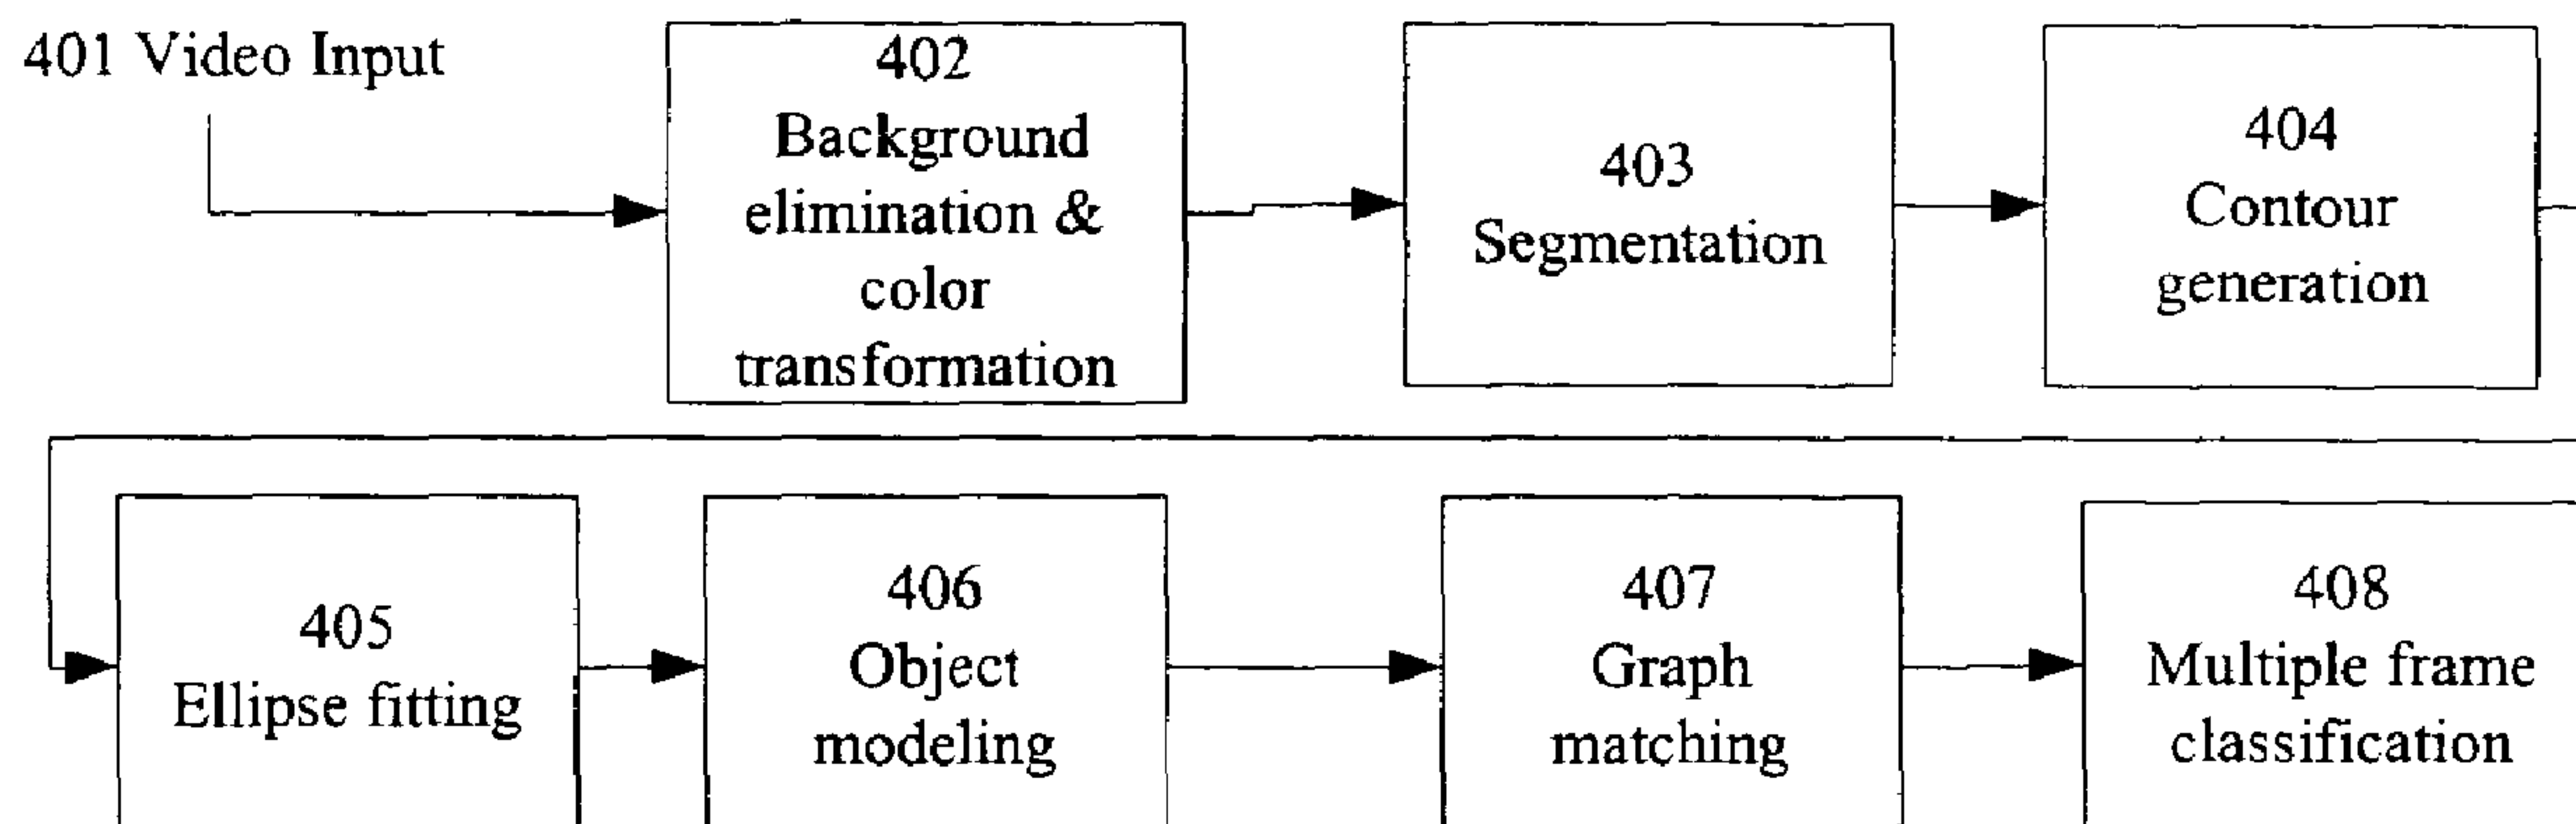 401 Video Input
402
Background
elimination &
color
transformation
403
Segmentation
404
Contour
generation
405
Ellipse fitting
406
Object
modeling
407
Graph
matching
408
Multiple frame
classification